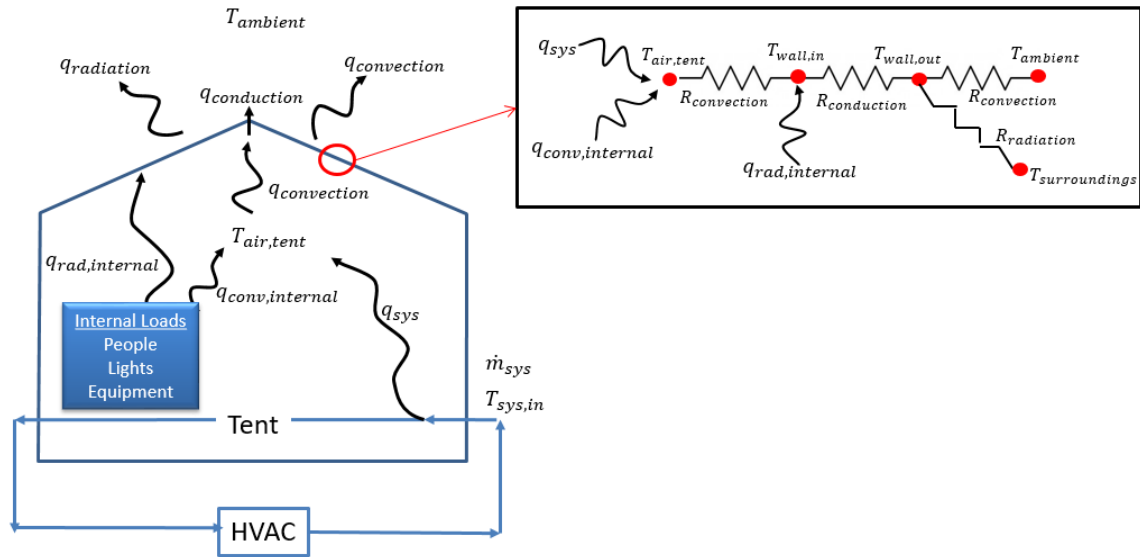 T_ambient
q_radiation
q_convection
q_conduction
q_convection
T_air,tent
q_rad,internal
q_conv,internal
q_sys
Internal Loads
People
Lights
Equipment
ṁ_sys
T_sys,in
Tent
HVAC
q_sys
T_air,tent
T_wall,in
T_wall,out
T_ambient
R_convection
R_conduction
R_convection
q_conv,internal
q_rad,internal
R_radiation
T_surroundings